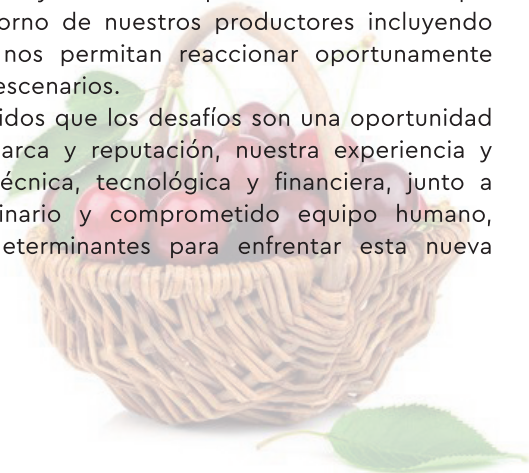 orno de nuestros productores incluyendo
nos permitan reaccionar oportunamente
escenarios.
idos que los desafíos son una oportunidad
arca y reputación, nuestra experiencia y
écnica, tecnológica y financiera, junto a
inario y comprometido equipo humano,
eterminantes para enfrentar esta nueva